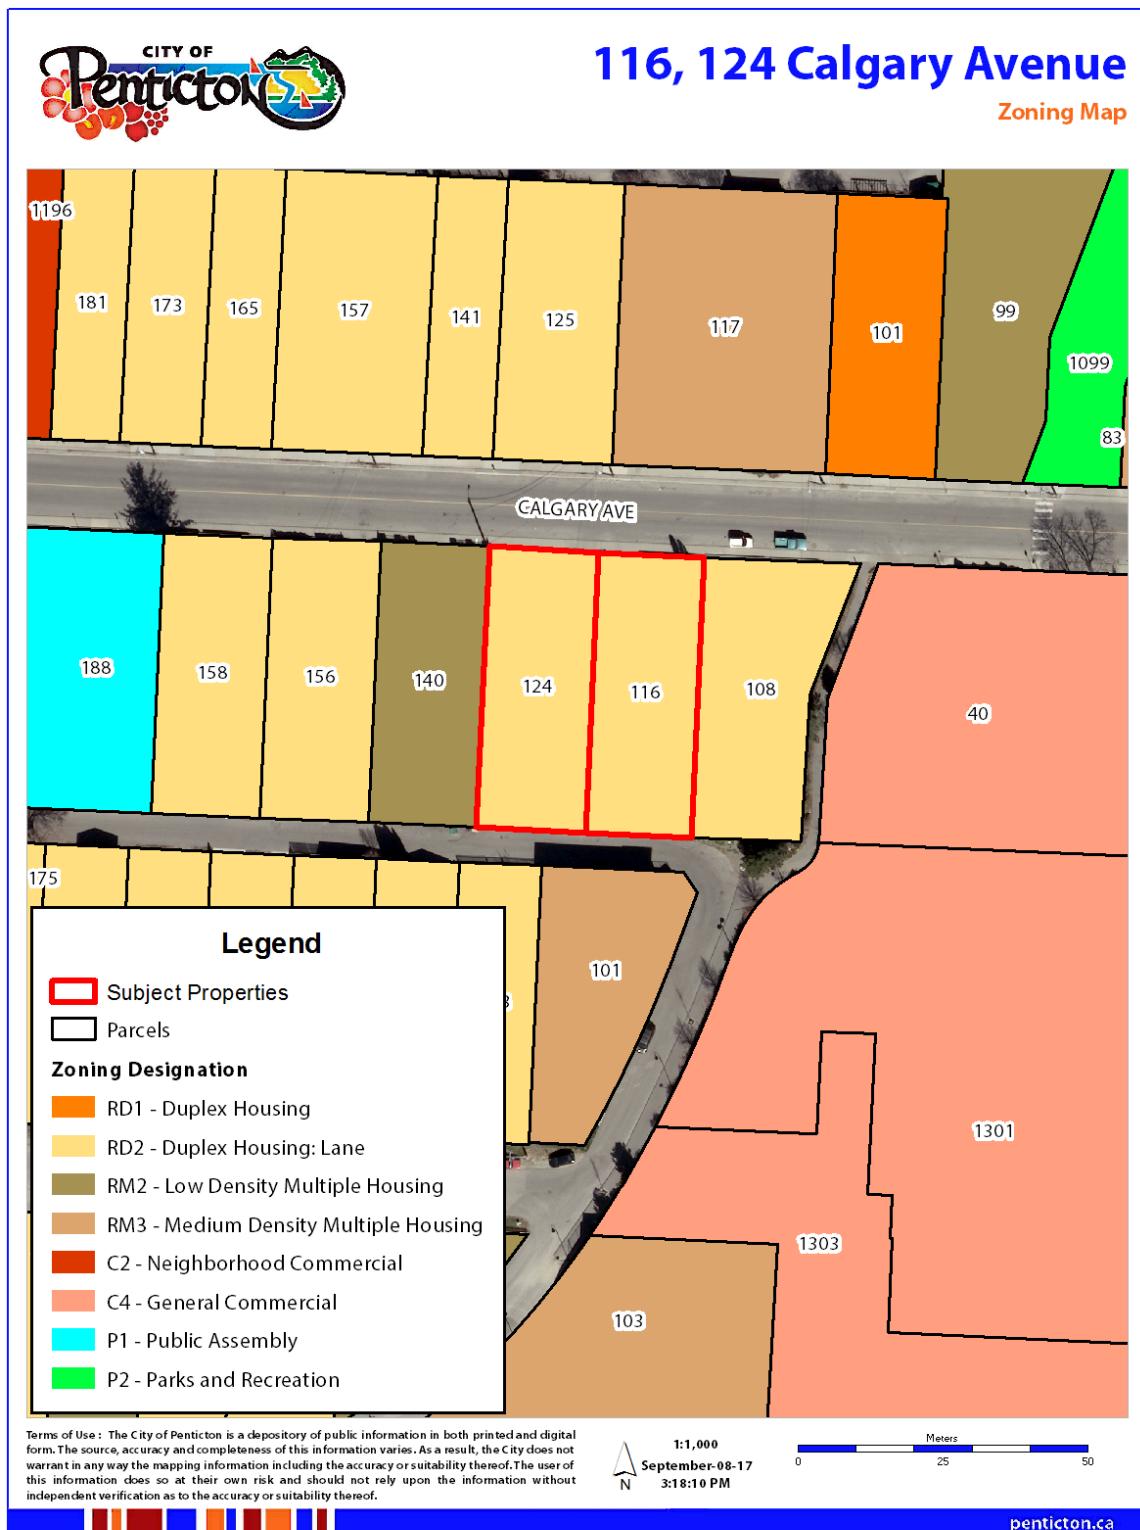 CITY OF
Penticton
116, 124 Calgary Avenue
Zoning Map
1196
181
173
165
157
141
125
117
101
99
1099
83
CALGARY AVE
188
158
156
140
124
116
108
40
175
101
1301
1303
103
Legend
Subject Properties
Parcels
Zoning Designation
RD1 - Duplex Housing
RD2 - Duplex Housing: Lane
RM2 - Low Density Multiple Housing
RM3 - Medium Density Multiple Housing
C2 - Neighborhood Commercial
C4 - General Commercial
P1 - Public Assembly
P2 - Parks and Recreation
Terms of Use : The City of Penticton is a depository of public information in both printed and digital
form. The source, accuracy and completeness of this information varies. As a result, the City does not
warrant in any way the mapping information including the accuracy or suitability thereof. The user of
this information does so at their own risk and should not rely upon the information without
independent verification as to the accuracy or suitability thereof.
N
1:1,000
September-08-17
3:18:10 PM
Meters
0 25 50
penticton.ca